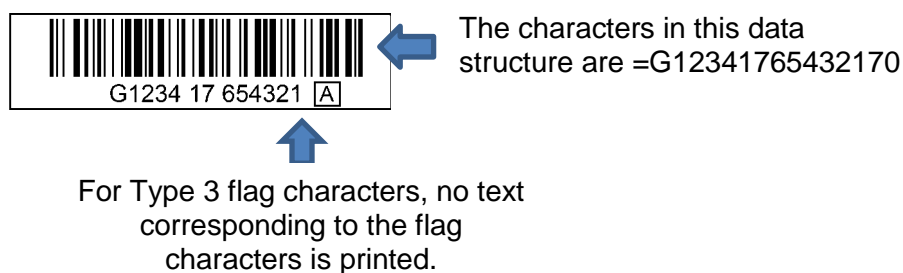 The characters in this data
structure are =G12341765432170
G1234 17 654321 A
For Type 3 flag characters, no text
corresponding to the flag
characters is printed.